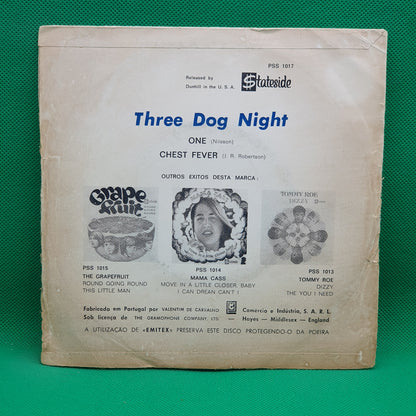 PSS 1017
Released by
Dunhill in the U. S. A.
Stateside
Three Dog Night
ONE (Nilsson)
CHEST FEVER (J. R. Robertson)
OUTROS EXITOS DESTA MARCA:
Grape fruit
TOMMY ROE
DIZZY
PSS 1015
THE GRAPEFRUIT
ROUND GOING ROUND
THIS LITTLE MAN
PSS 1014
MAMA CASS
MOVE IN A LITTLE CLOSER, BABY
I CAN DREAN CAN'T I
PSS 1013
TOMMY ROE
DIZZY
THE YOU I NEED
Fabricado em Portugal por VALENTIM DE CARVALHO Comercio e Indústria, S. A. R. L.
Sob licença de THE GRAMOPHONE COMPANY, LTD. — Hayes — Middlesex — England
A UTILIZAÇÃO DE «EMITEX» PRESERVA ESTE DISCO PROTEGENDO-O DA POEIRA